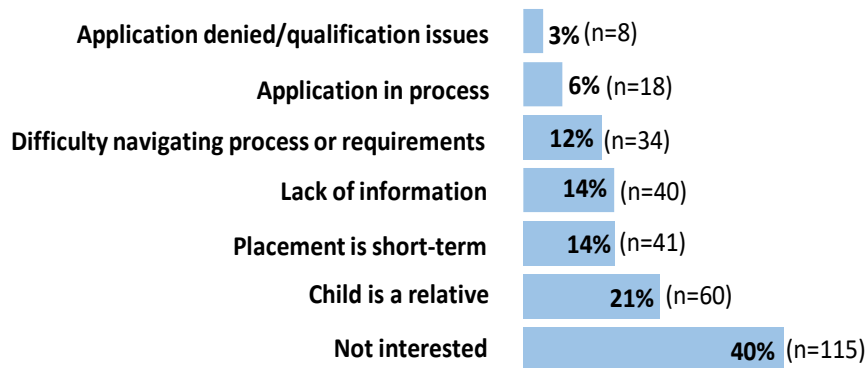 Application denied/qualification issues 3% (n=8)
Application in process 6% (n=18)
Difficulty navigating process or requirements 12% (n=34)
Lack of information 14% (n=40)
Placement is short-term 14% (n=41)
Child is a relative 21% (n=60)
Not interested 40% (n=115)